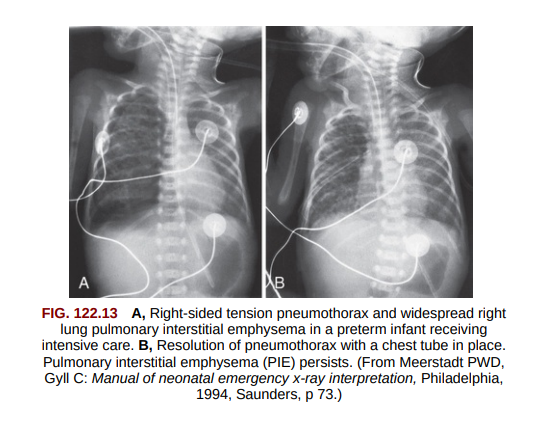 A
B
FIG. 122.13 A, Right-sided tension pneumothorax and widespread right
lung pulmonary interstitial emphysema in a preterm infant receiving
intensive care. B, Resolution of pneumothorax with a chest tube in place.
Pulmonary interstitial emphysema (PIE) persists. (From Meerstadt PWD,
Gyll C: Manual of neonatal emergency x-ray interpretation, Philadelphia,
1994, Saunders, p 73.)